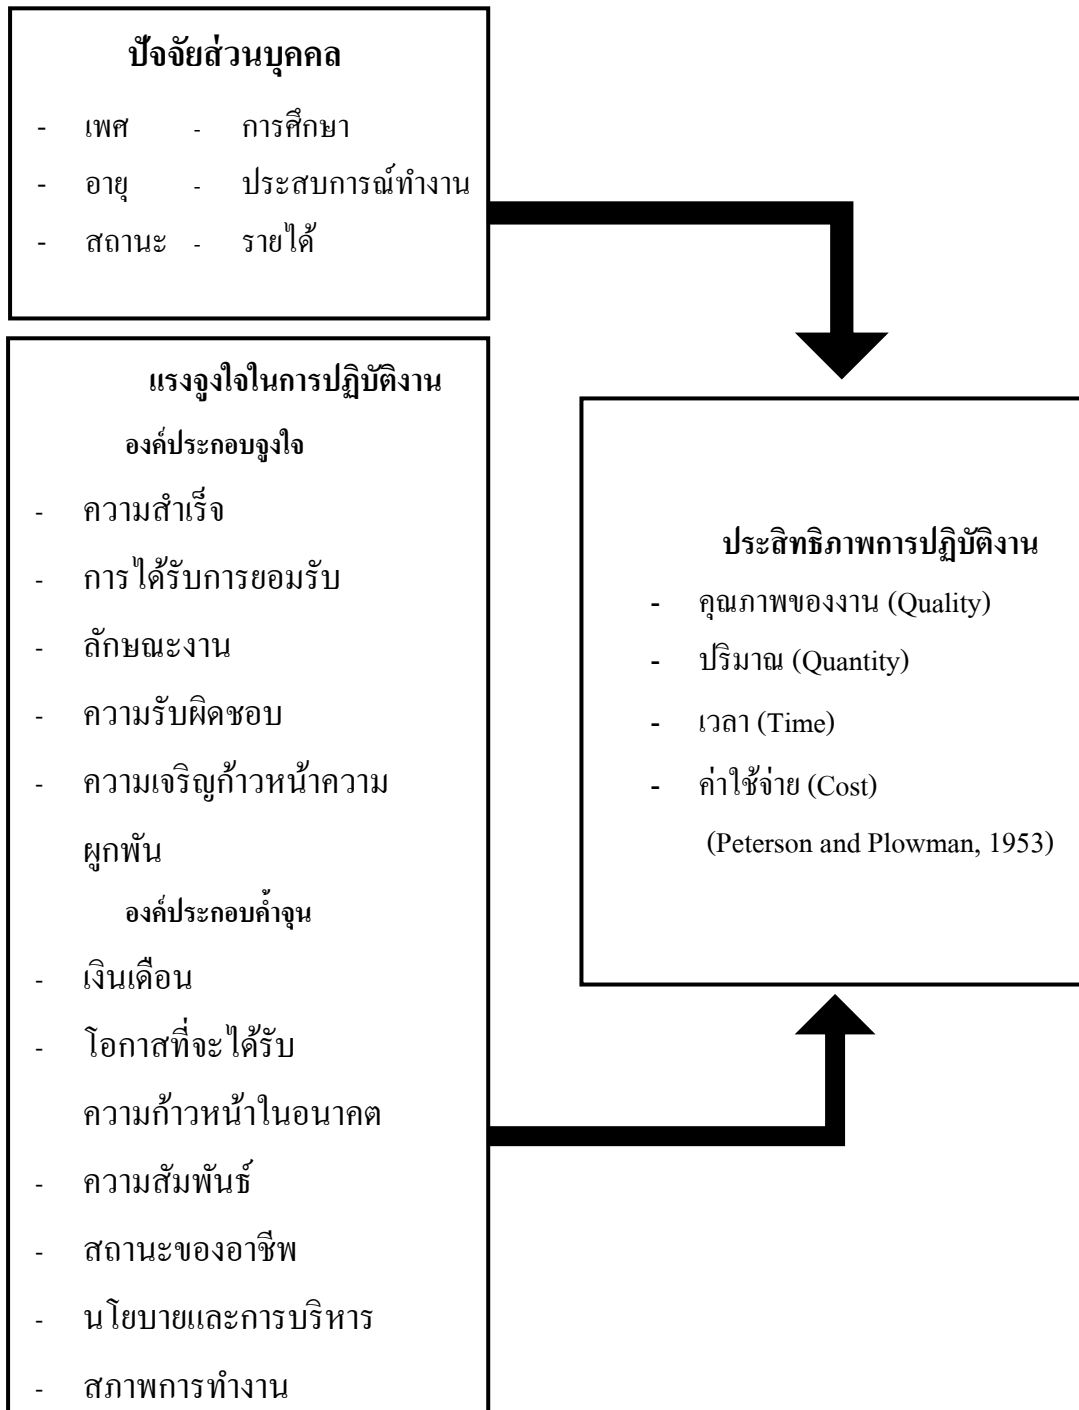 ปัจจัยส่วนบุคคล
- เพศ - การศึกษา
- อายุ - ประสบการณ์ทำงาน
- สถานะ - รายได้
แรงจูงใจในการปฏิบัติงาน
องค์ประกอบจูงใจ
- ความสำเร็จ
- การได้รับการยอมรับ
- ลักษณะงาน
- ความรับผิดชอบ
- ความเจริญก้าวหน้าความ
ผูกพัน
องค์ประกอบค้ำจุน
- เงินเดือน
- โอกาสที่จะได้รับ
ความก้าวหน้าในอนาคต
- ความสัมพันธ์
- สถานะของอาชีพ
- นโยบายและการบริหาร
- สภาพการทำงาน
ประสิทธิภาพการปฏิบัติงาน
- คุณภาพของงาน (Quality)
- ปริมาณ (Quantity)
- เวลา (Time)
- ค่าใช้จ่าย (Cost)
(Peterson and Plowman, 1953)